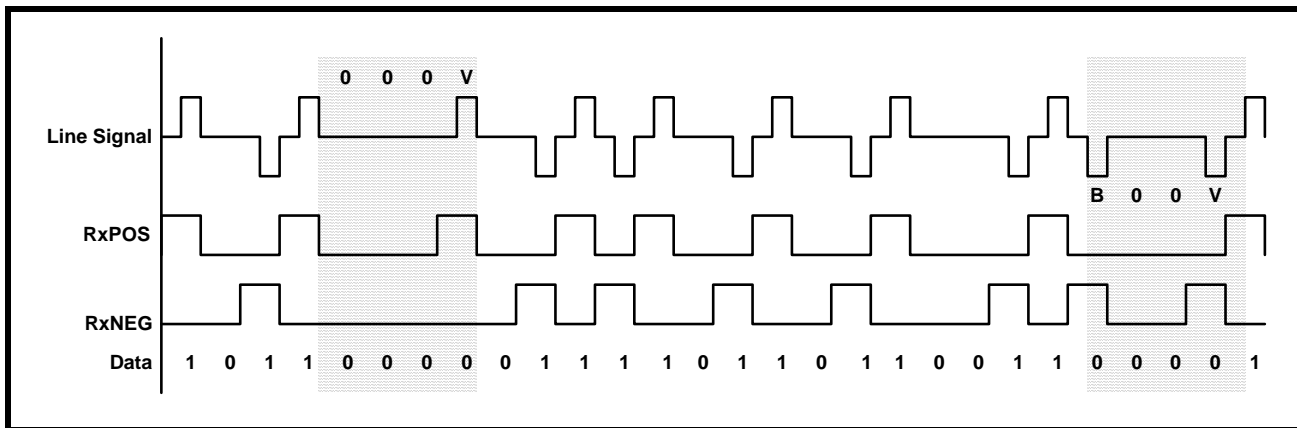 0 0 0 V
Line Signal
B 0 0 V
RxPOS
RxNEG
Data 1 0 1 1 0 0 0 0 0 1 1 1 1 0 1 1 0 1 1 0 0 1 1 0 0 0 0 1